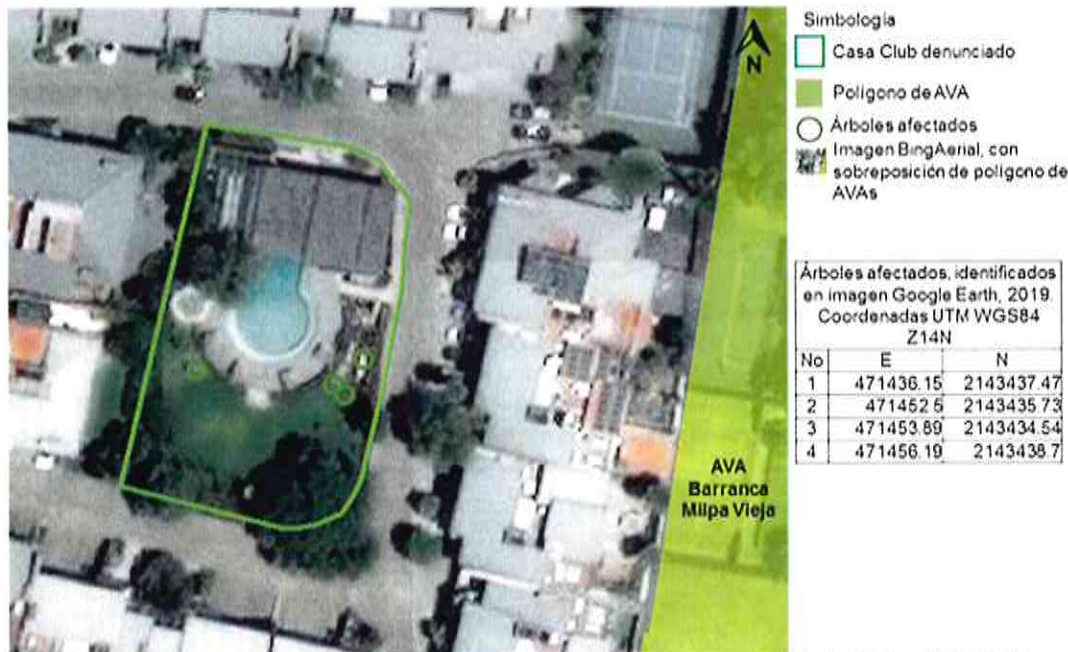 N
AVA
Barranca
Milpa Vieja
Simbología
Casa Club denunciado
Polígono de AVA
Árboles afectados
Imagen BingAerial, con
sobreposición de polígono de
AVAs
Árboles afectados, identificados
en imagen Google Earth, 2019.
Coordenadas UTM WGS84
Z14N
No E N
1 471436.15 2143437.47
2 471452.5 2143435.73
3 471453.89 2143434.54
4 471456.19 2143438.7